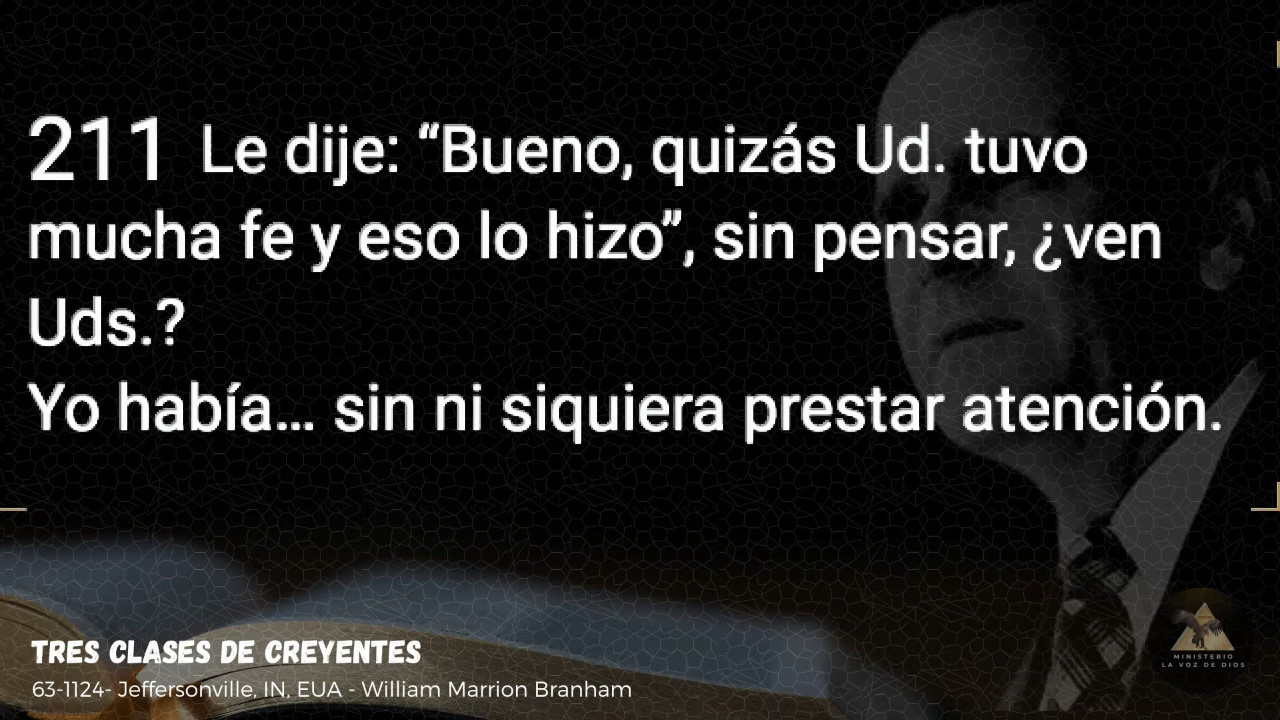 211 Le dije: “Bueno, quizás Ud. tuvo
mucha fe y eso lo hizo”, sin pensar, ¿ven
Uds.?
Yo había… sin ni siquiera prestar atención.
TRES CLASES DE CREYENTES
63-1124- Jeffersonville, IN, EUA - William Marrion Branham
MINISTERIO
LA VOZ DE DIOS